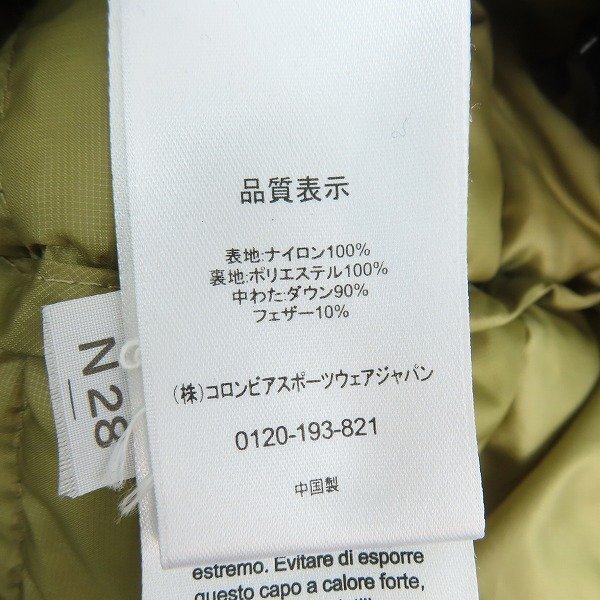 品質表示
表地:ナイロン100%
裏地:ポリエステル100%
中わた:ダウン90%
フェザー10%
(株)コロンビアスポーツウェアジャパン
0120-193-821
中国製
N 28
estremo. Evitare di esporre
questo capo a calore forte,